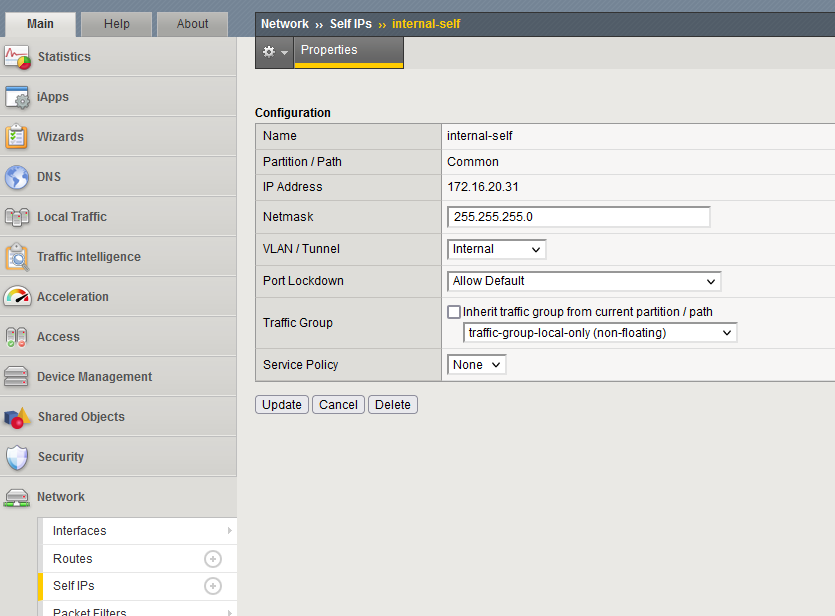 Main Help About
Network ›› Self IPs ›› internal-self
Properties
Statistics
iApps
Wizards
DNS
Local Traffic
Traffic Intelligence
Acceleration
Access
Device Management
Shared Objects
Security
Network
Interfaces
Routes
Self IPs
Packet Filters
Configuration
Name internal-self
Partition / Path Common
IP Address 172.16.20.31
Netmask 255.255.255.0
VLAN / Tunnel Internal
Port Lockdown Allow Default
Traffic Group Inherit traffic group from current partition / path
traffic-group-local-only (non-floating)
Service Policy None
Update Cancel Delete